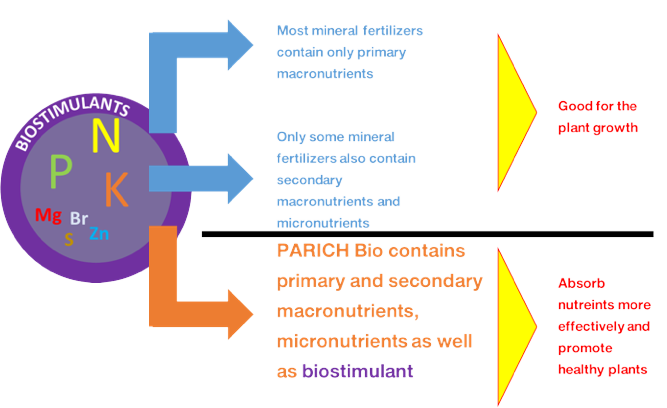 BIOSTIMULANTS
N
P
K
Mg
Br
S
Zn
Most mineral fertilizers
contain only primary
macronutrients
Only some mineral
fertilizers also contain
secondary
macronutrients and
micronutrients
Good for the
plant growth
PARICH Bio contains
primary and secondary
macronutrients,
micronutrients as well
as biostimulant
Absorb
nutreints more
effectively and
promote
healthy plants